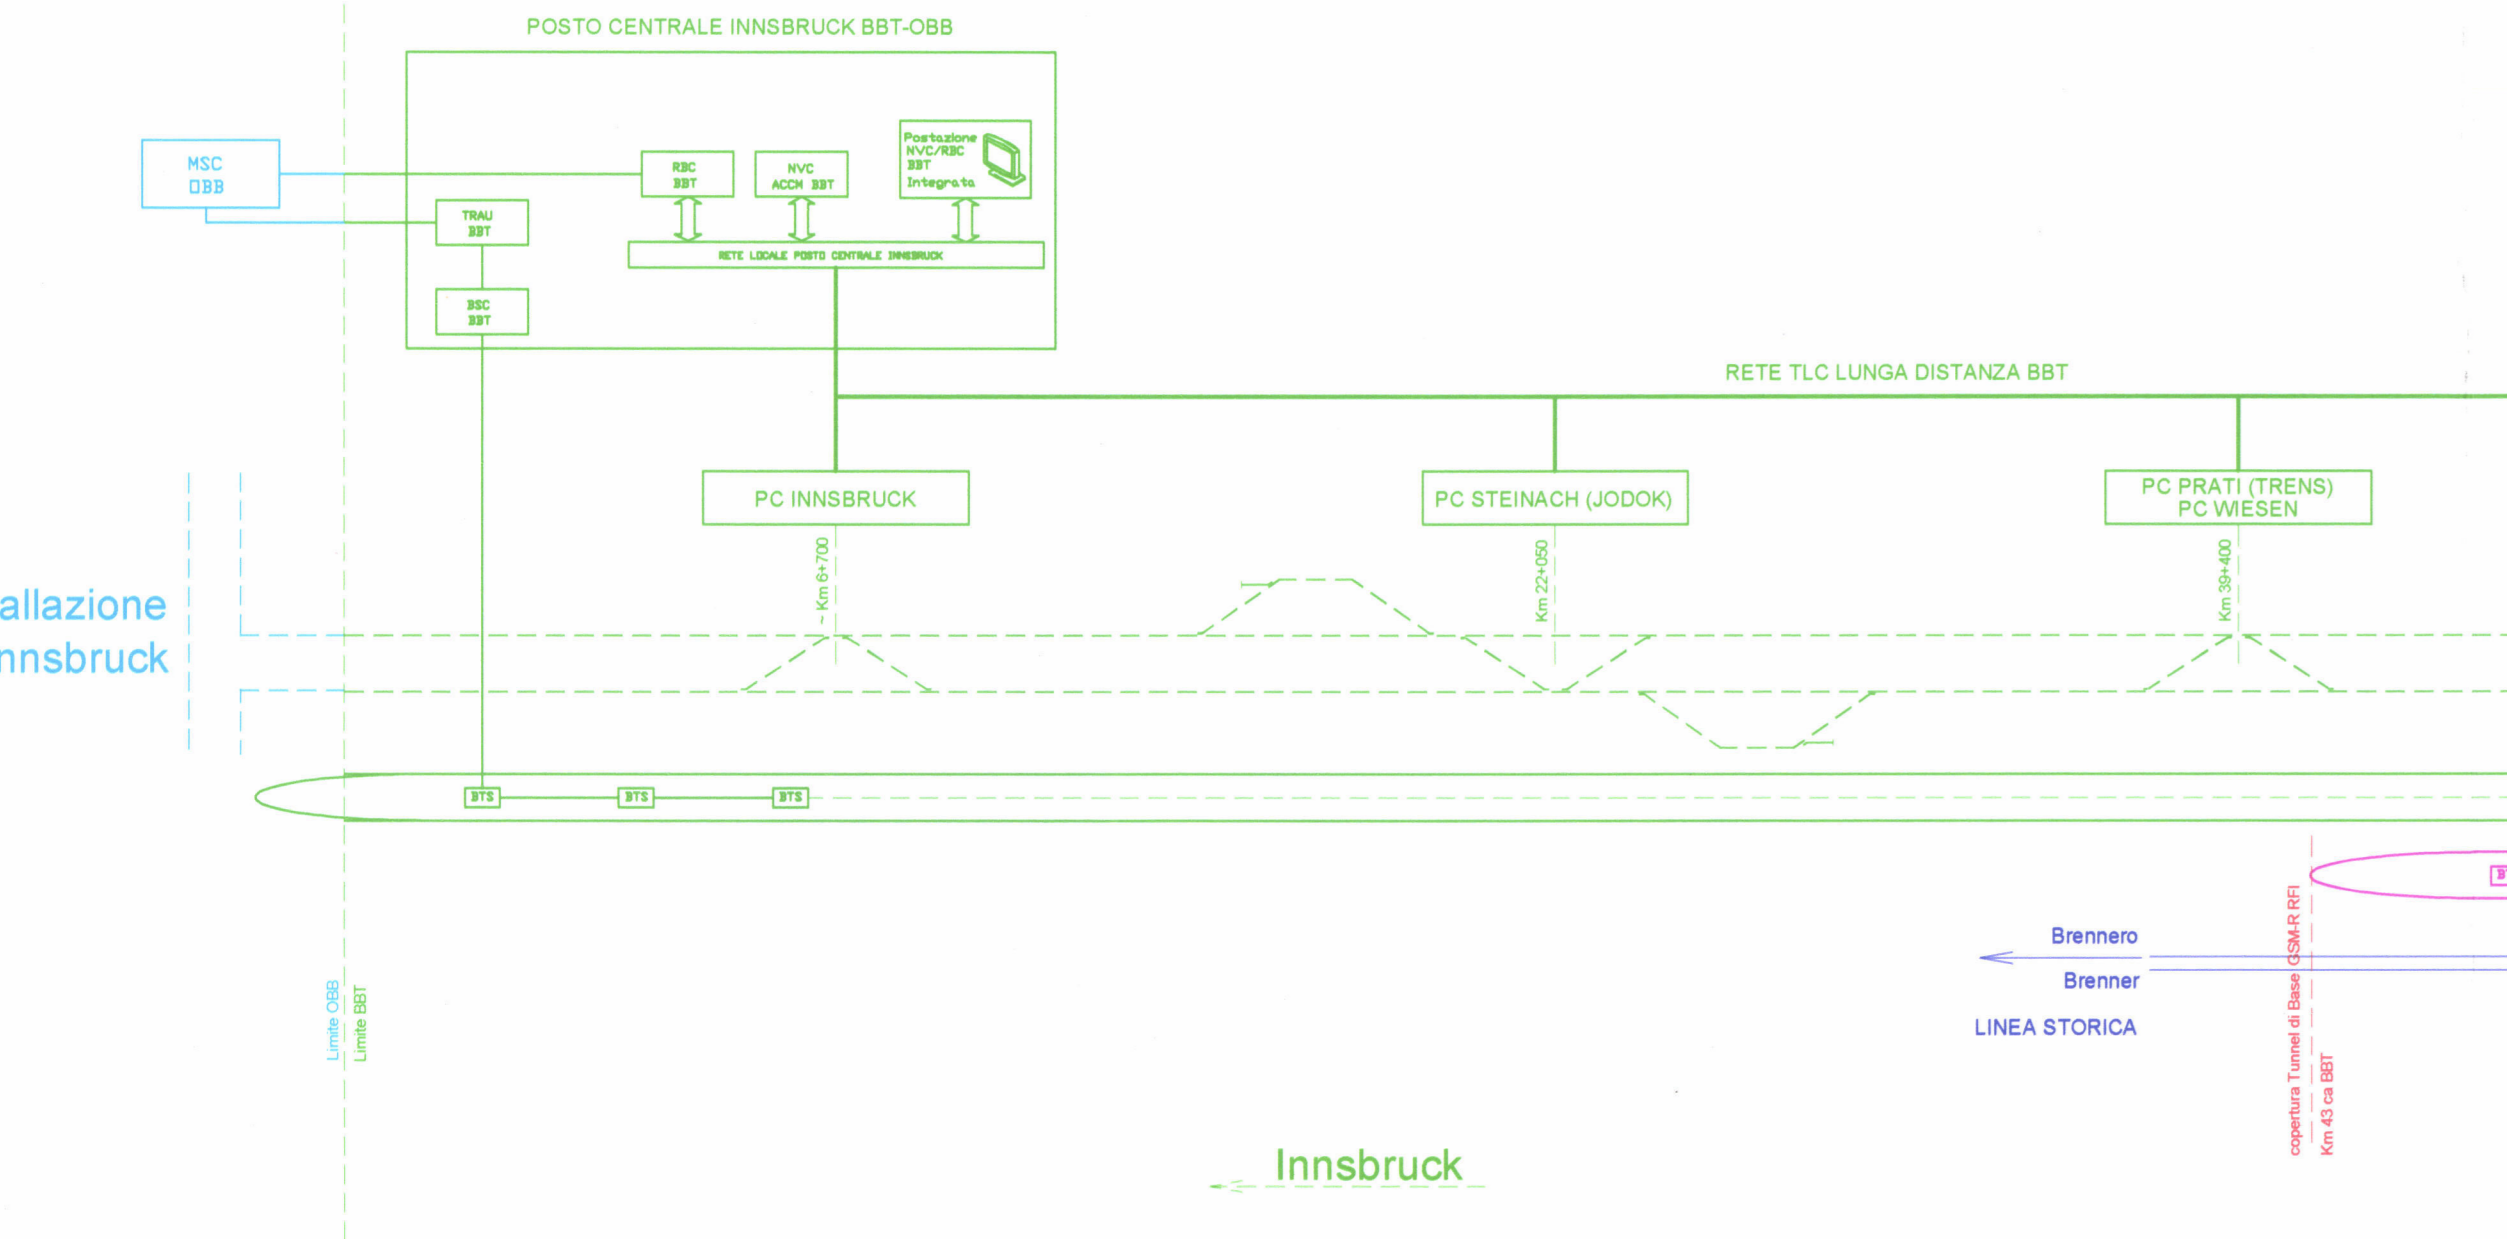 POSTO CENTRALE INNSBRUCK BBT-OBB
MSC
OBB
RBC
BBT
NVC
ACCM BBT
Postazione
NVC/RBC
BBT
Integrata
TRAU
BBT
RETE LOCALE POSTO CENTRALE INNSBRUCK
BSC
BBT
RETE TLC LUNGA DISTANZA BBT
PC INNSBRUCK
PC STEINACH (JODOK)
PC PRATI (TRENS)
PC WIESEN
~ Km 6+700
Km 22+050
Km 39+400
allazione
nnsbruck
BTS
BTS
BTS
Limite OBB
Limite BBT
Brennero
Brenner
LINEA STORICA
copertura Tunnel di Base GSM-R RFI
Km 43 ca BBT
Innsbruck